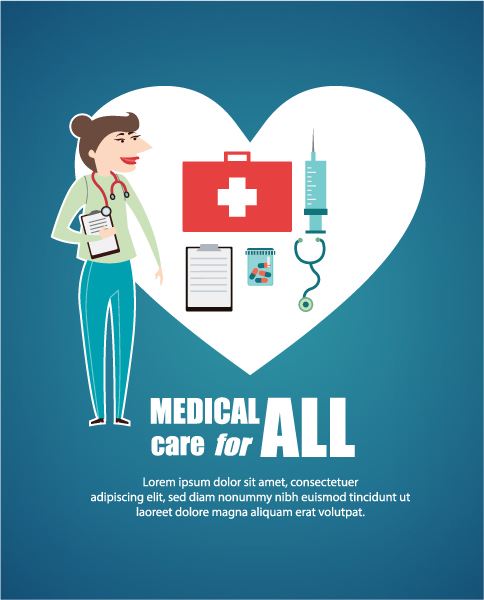 MEDICAL
care for ALL
Lorem ipsum dolor sit amet, consectetuer
adipiscing elit, sed diam nonummy nibh euismod tincidunt ut
laoreet dolore magna aliquam erat volutpat.